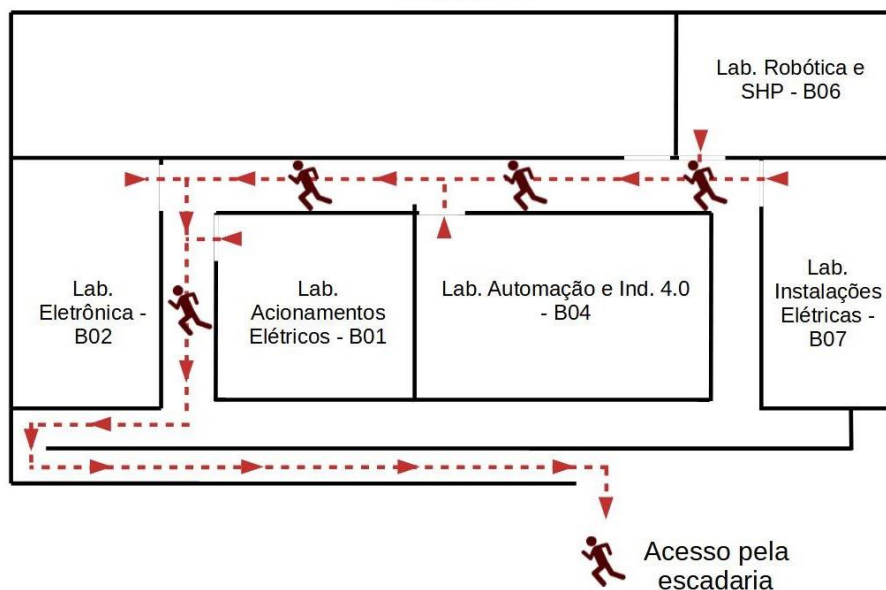 Lab. Robótica e
SHP - B06
Lab.
Eletrônica -
B02
Lab.
Acionamentos
Elétricos - B01
Lab. Automação e Ind. 4.0
- B04
Lab.
Instalações
Elétricas -
B07
Acesso pela
escadaria